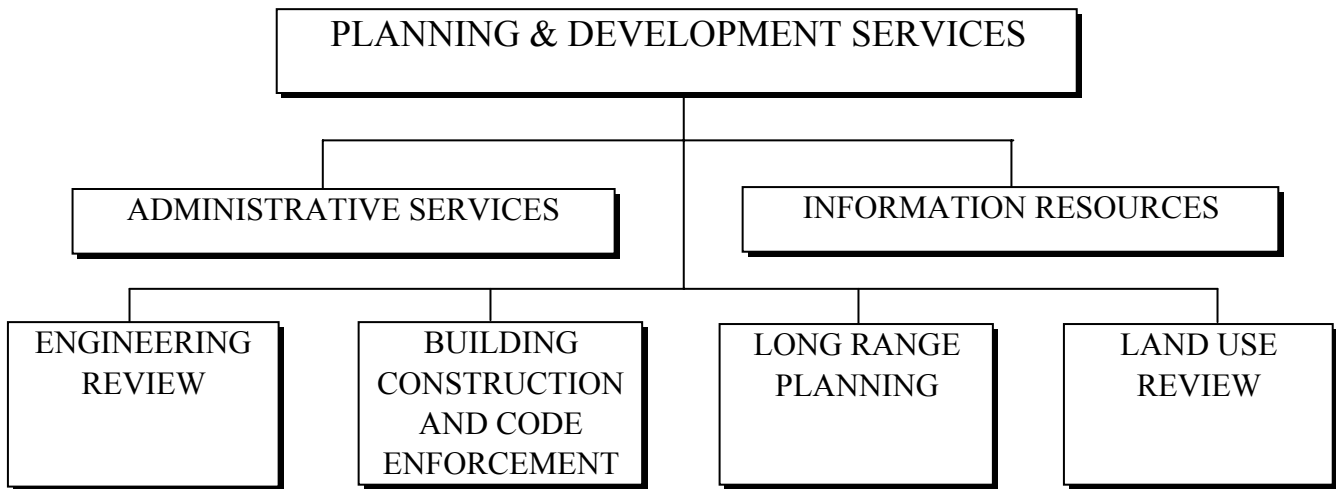 PLANNING & DEVELOPMENT SERVICES
ADMINISTRATIVE SERVICES
INFORMATION RESOURCES
ENGINEERING
REVIEW
BUILDING
CONSTRUCTION
AND CODE
ENFORCEMENT
LONG RANGE
PLANNING
LAND USE
REVIEW